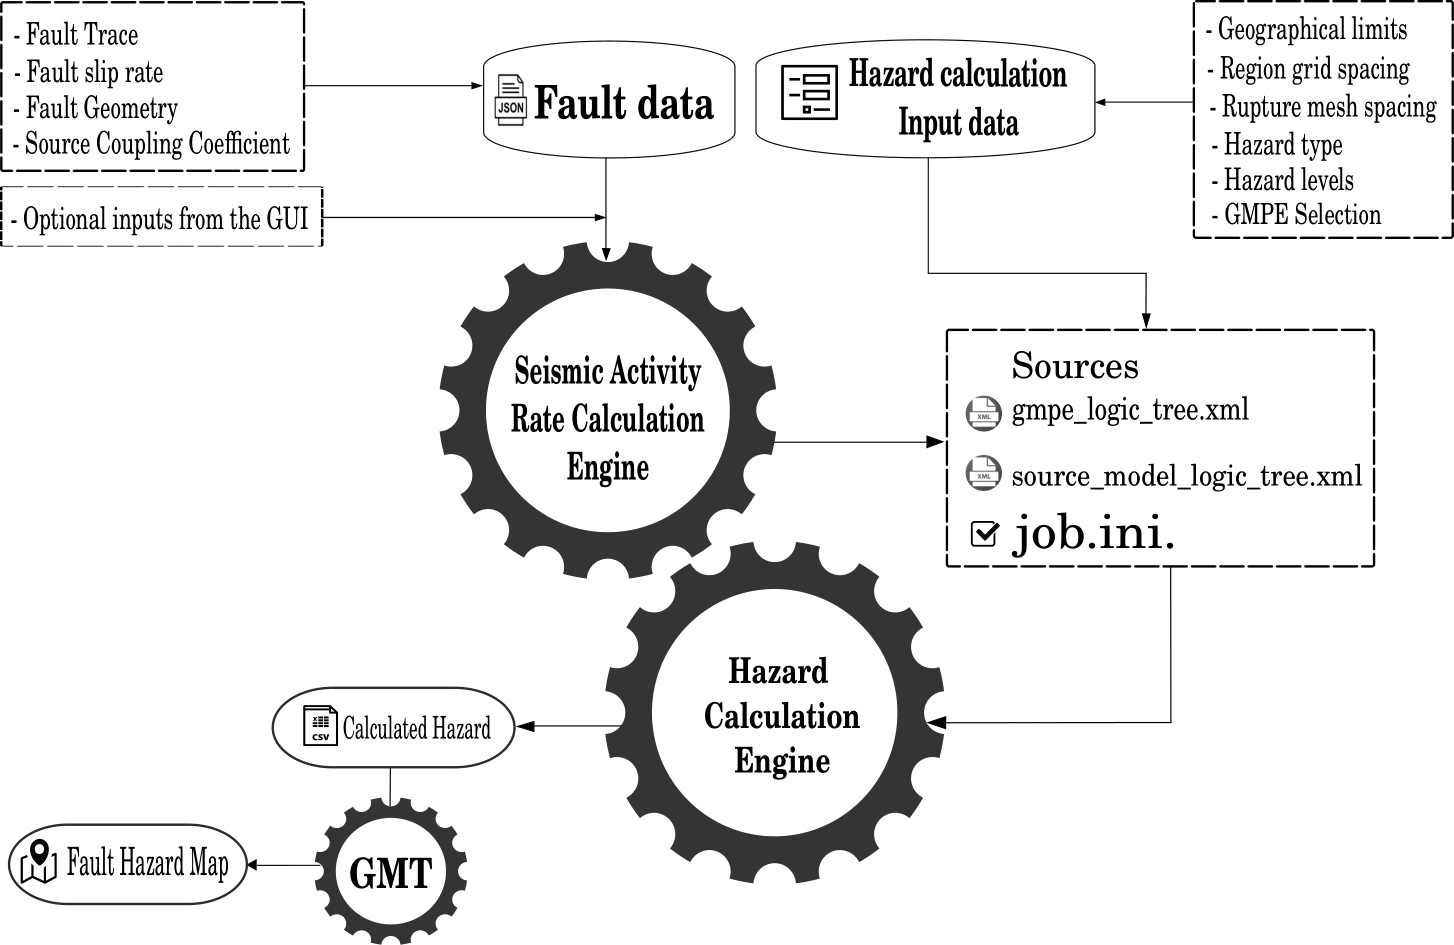 - Fault Trace
- Fault slip rate
- Fault Geometry
- Source Coupling Coefficient
- Optional inputs from the GUI
JSON
Fault data
Hazard calculation
Input data
- Geographical limits
- Region grid spacing
- Rupture mesh spacing
- Hazard type
- Hazard levels
- GMPE Selection
Seismic Activity
Rate Calculation
Engine
Sources
XML
gmpe_logic_tree.xml
XML
source_model_logic_tree.xml
job.ini.
Hazard
Calculation
Engine
CSV
Calculated Hazard
GMT
Fault Hazard Map